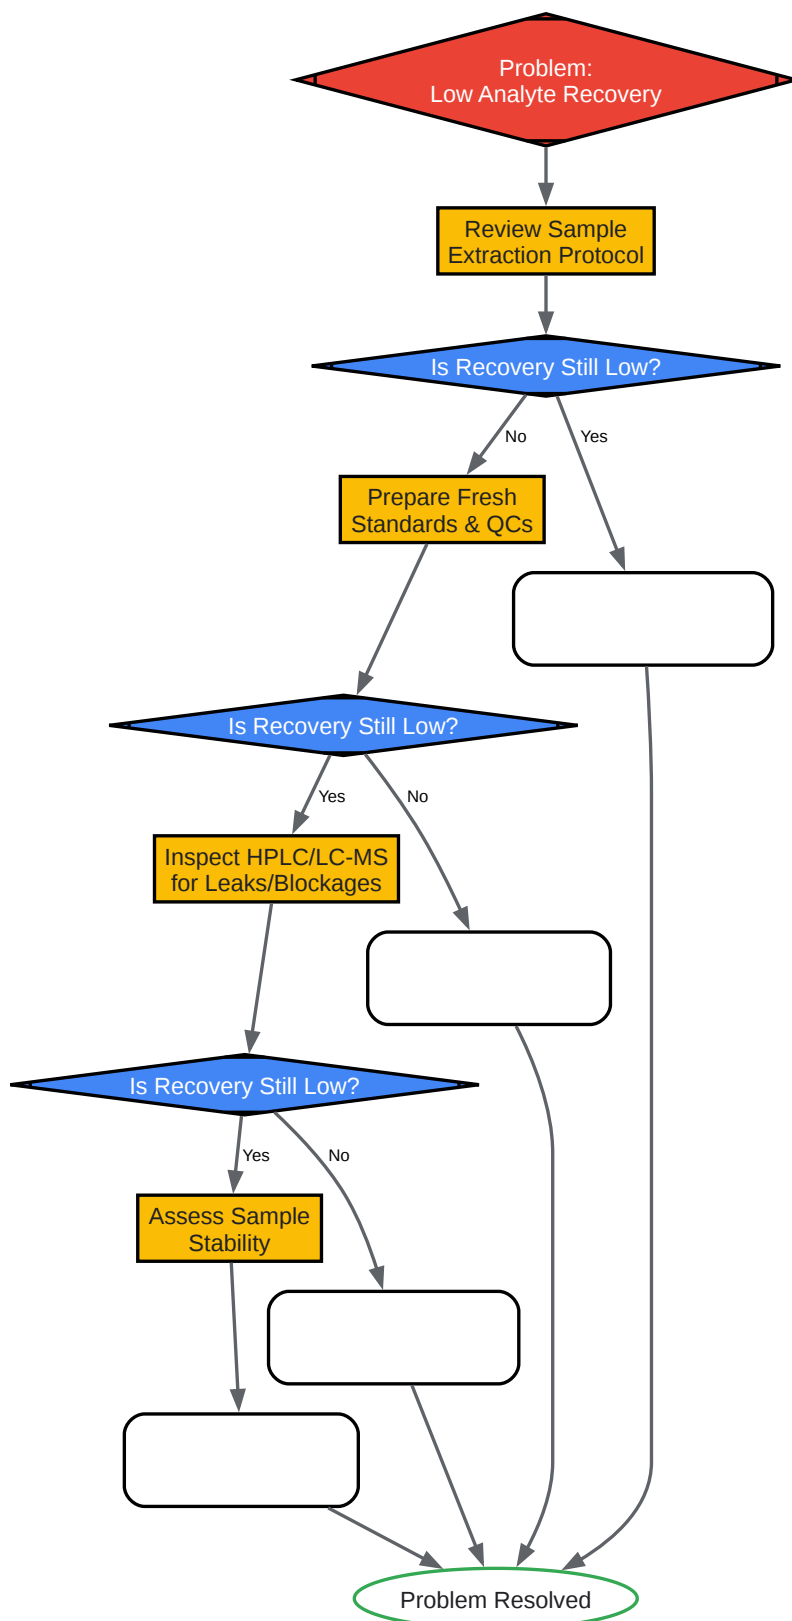 Problem:
Low Analyte Recovery
Review Sample
Extraction Protocol
Is Recovery Still Low?
No
Yes
Prepare Fresh
Standards & QCs
Is Recovery Still Low?
Yes
No
Inspect HPLC/LC-MS
for Leaks/Blockages
Is Recovery Still Low?
Yes
No
Assess Sample
Stability
Problem Resolved